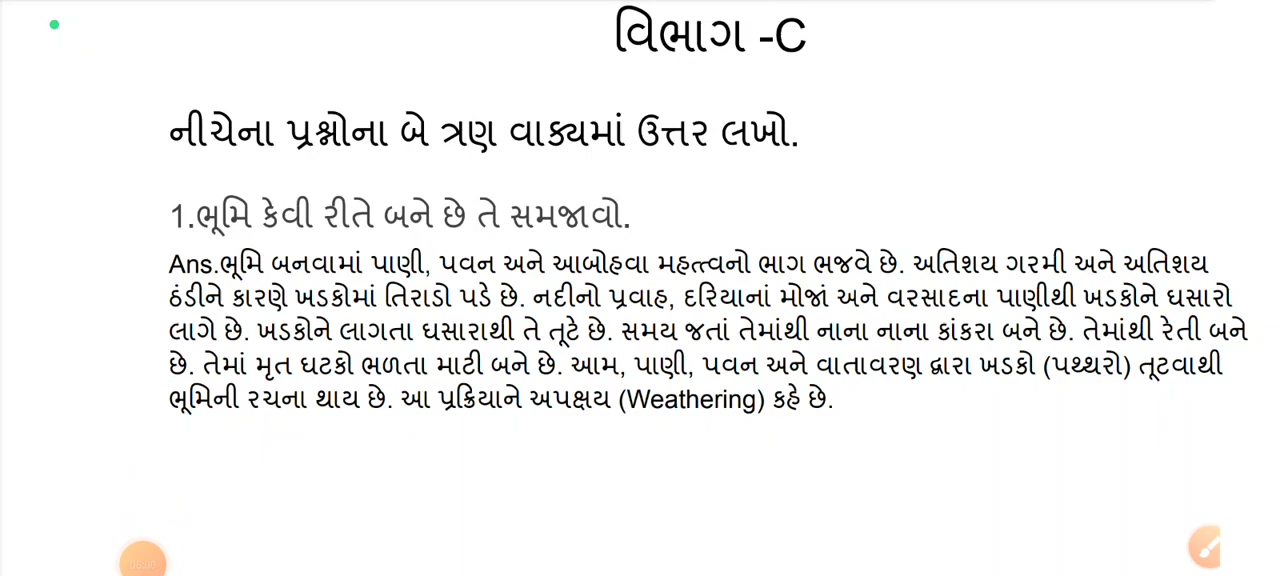 વિભાગ -C
નીચેના પ્રશ્નોના બે ત્રણ વાક્યમાં ઉત્તર લખો.
1.ભૂમિ કેવી રીતે બને છે તે સમજાવો.
Ans.ભૂમિ બનવામાં પાણી, પવન અને આબોહવા મહત્ત્વનો ભાગ ભજવે છે. અતિશય ગરમી અને અતિશય
ઠંડીને કારણે ખડકોમાં તિરાડો પડે છે. નદીનો પ્રવાહ, દરિયાનાં મોજાં અને વરસાદના પાણીથી ખડકોને ઘસારો
લાગે છે. ખડકોને લાગતા ઘસારાથી તે તૂટે છે. સમય જતાં તેમાંથી નાના નાના કાંકરા બને છે. તેમાંથી રેતી બને
છે. તેમાં મૃત ઘટકો ભળતા માટી બને છે. આમ, પાણી, પવન અને વાતાવરણ દ્વારા ખડકો (પથ્થરો) તૂટવાથી
ભૂમિની રચના થાય છે. આ પ્રક્રિયાને અપક્ષય (Weathering) કહે છે.
05:00